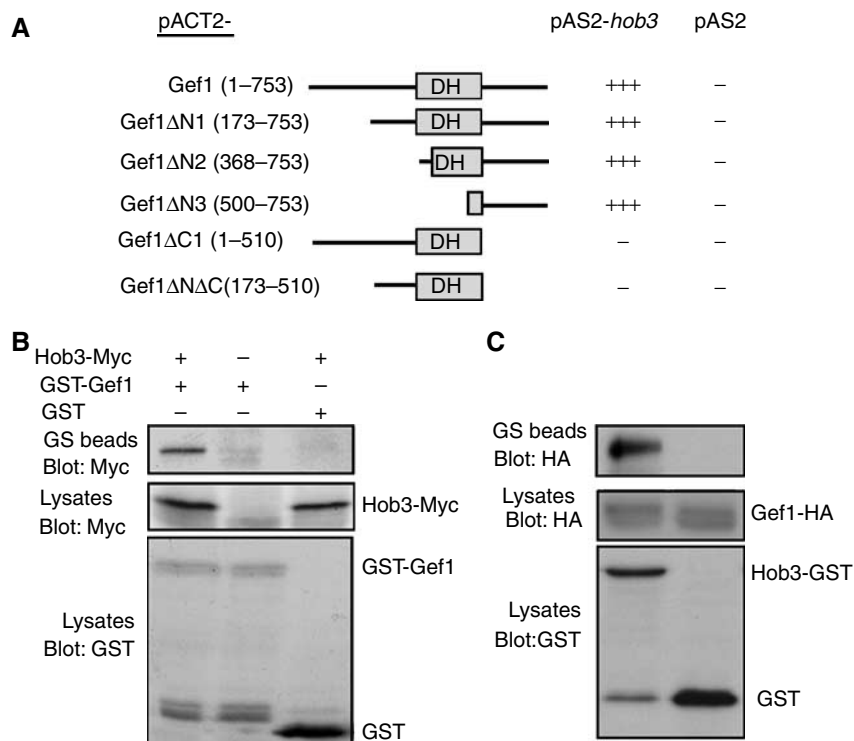 A
pACT2- pAS2-hob3 pAS2
Gef1 (1–753) DH +++ –
Gef1ΔN1 (173–753) DH +++ –
Gef1ΔN2 (368–753) DH +++ –
Gef1ΔN3 (500–753) +++ –
Gef1ΔC1 (1–510) DH – –
Gef1ΔNΔC(173–510) DH – –
B
Hob3-Myc + – +
GST-Gef1 + + –
GST – – +
GS beads
Blot: Myc
Lysates
Blot: Myc
Hob3-Myc
GST-Gef1
Lysates
Blot: GST
GST
C
GS beads
Blot: HA
Lysates
Blot: HA
Gef1-HA
Hob3-GST
Lysates
Blot:GST
GST